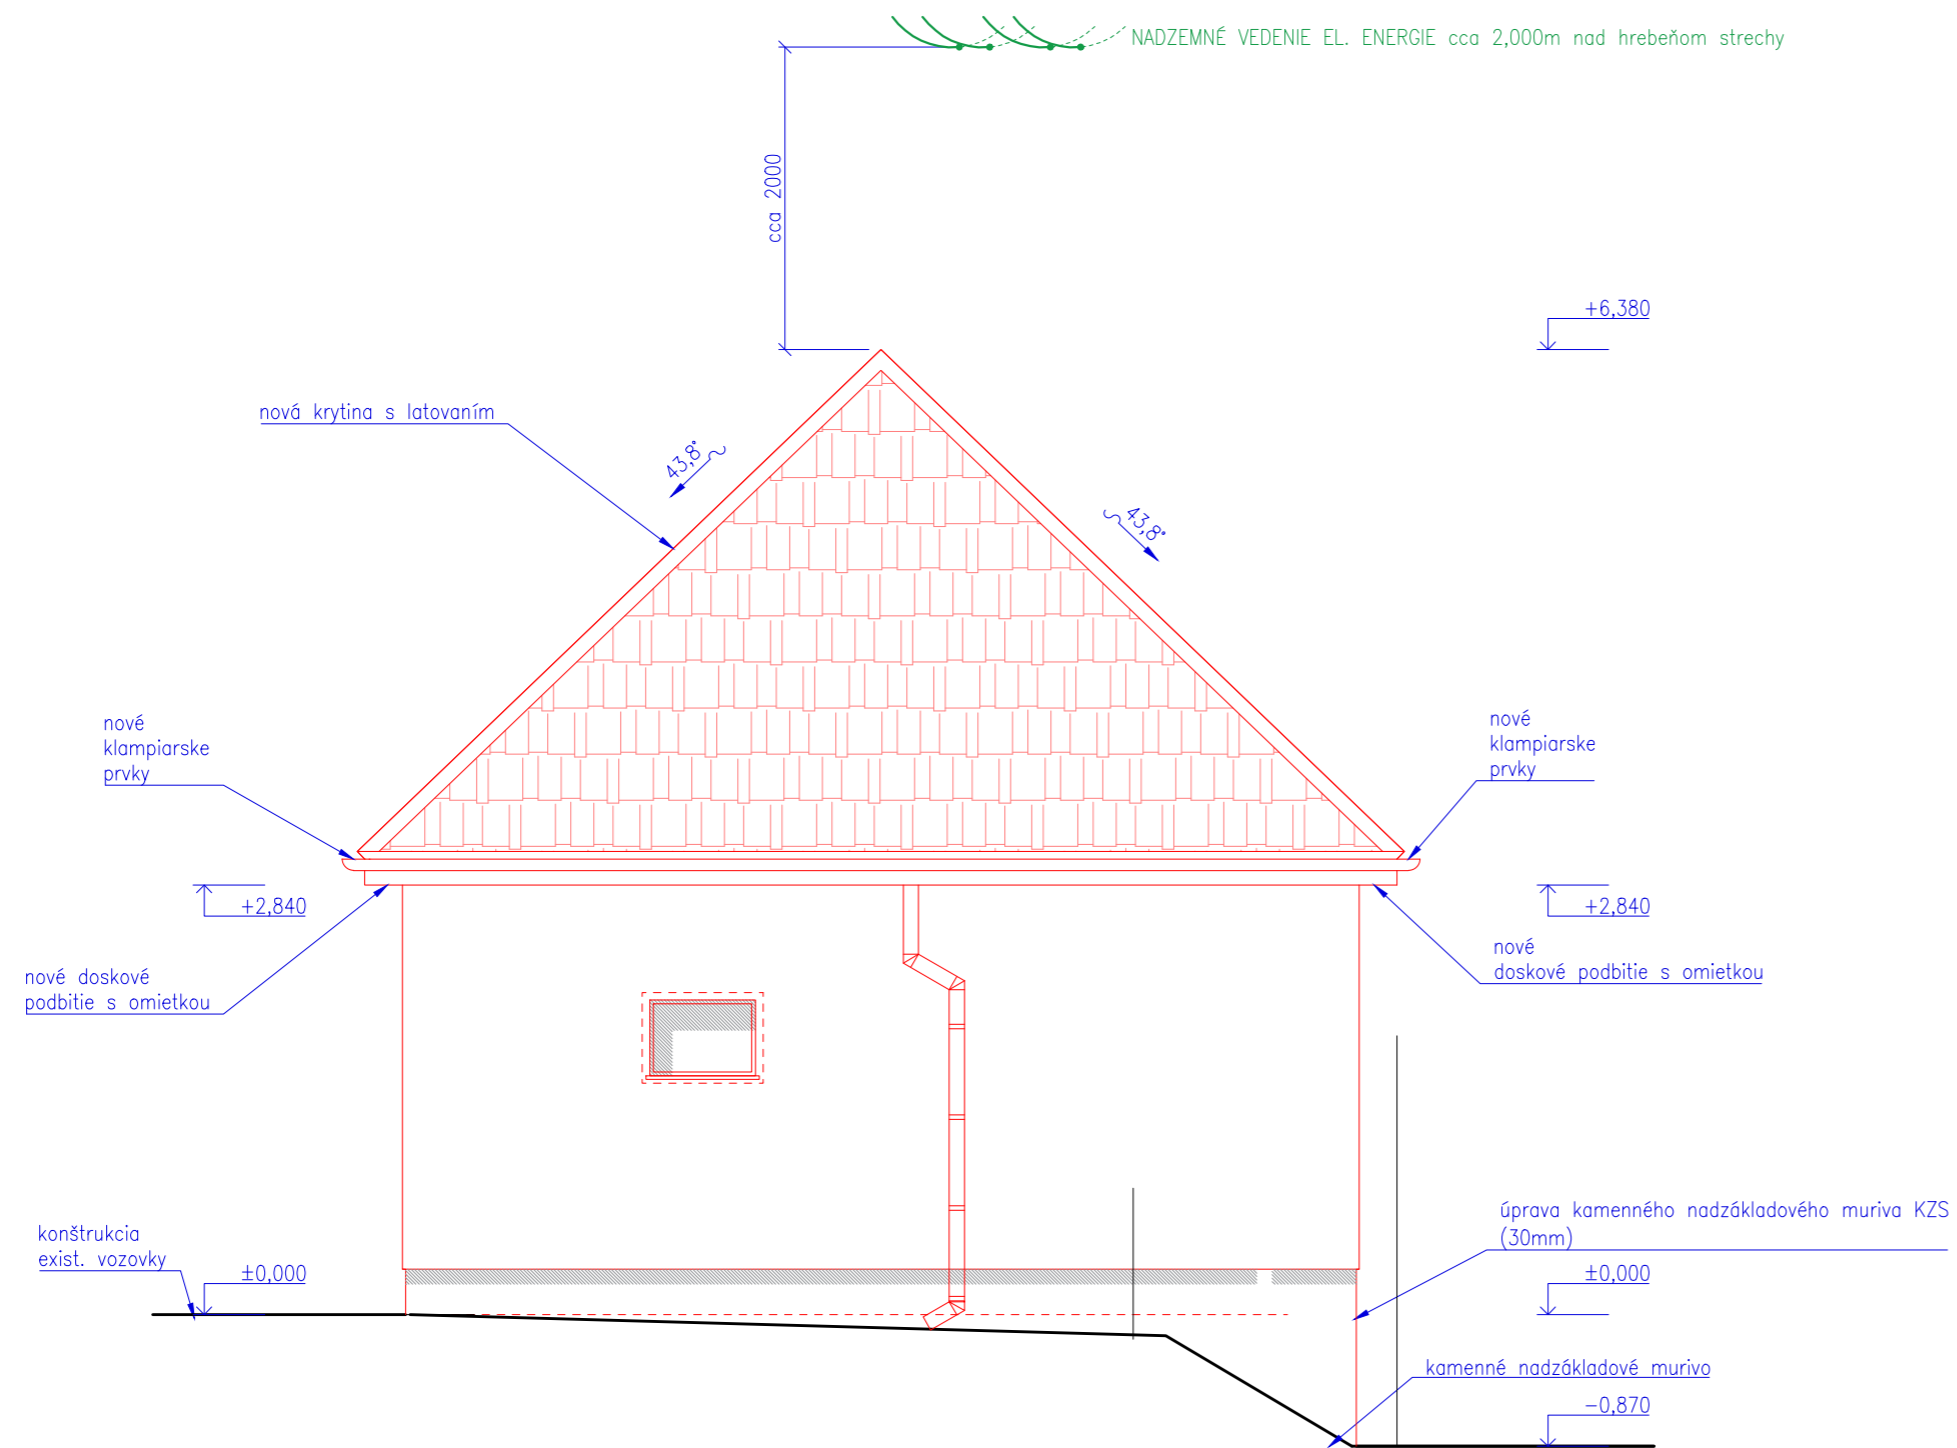 NADZEMNÉ VEDENIE EL. ENERGIE cca 2,000m nad hrebeňom strechy
cca 2000
+6,380
nová krytina s latovaním
43,8°
43,8°
nové
klampiarske
prvky
nové
klampiarske
prvky
+2,840
+2,840
nové doskové
podbitie s omietkou
nové
doskové podbitie s omietkou
konštrukcia
exist. vozovky
±0,000
úprava kamenného nadzákladového muriva KZS
(30mm)
±0,000
kamenné nadzákladové murivo
-0,870